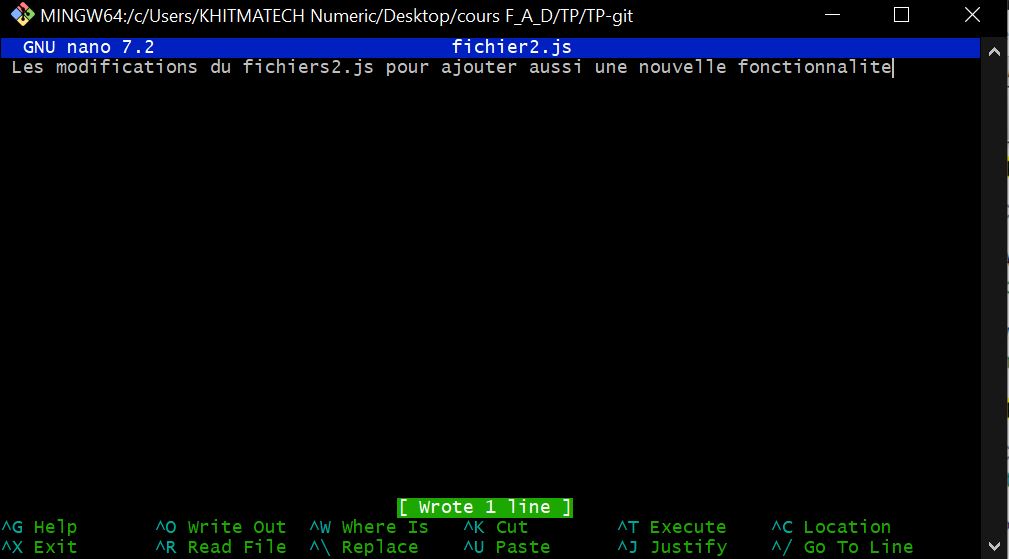 MINGW64:/c/Users/KHITMATECH Numeric/Desktop/cours F_A_D/TP/TP-git
GNU nano 7.2 fichier2.js
Les modifications du fichiers2.js pour ajouter aussi une nouvelle fonctionnalite
[ Wrote 1 line ]
^G Help ^O Write Out ^W Where Is ^K Cut ^T Execute ^C Location
^X Exit ^R Read File ^\ Replace ^U Paste ^J Justify ^/ Go To Line